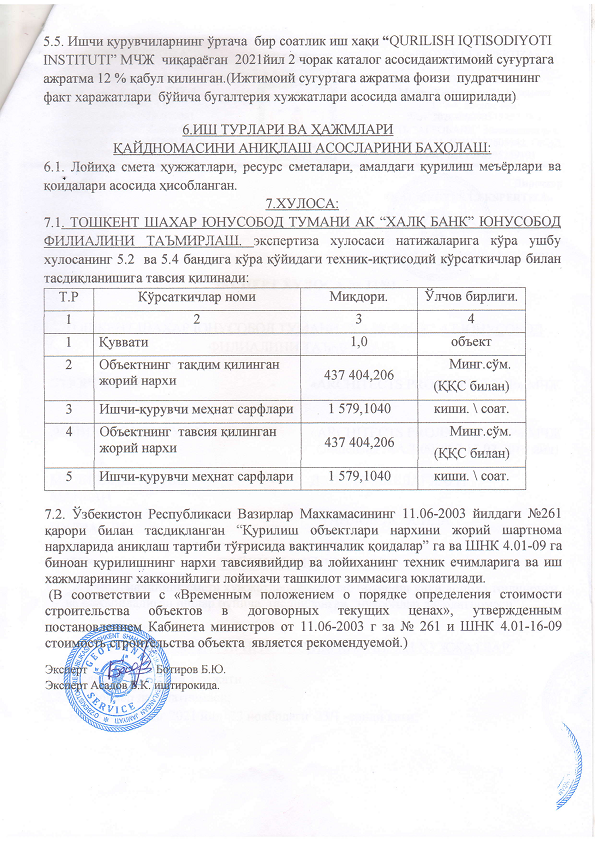 5.5. Ишчи қурувчиларнинг ўртача бир соатлик иш хақи “QURILISH IQTISODIYOTI
INSTITUTI” МЧЖ чиқараётган 2021йил 2 чорак каталог асосидаижтимоий суғуртага
ажратма 12 % қабул қилинган.(Ижтимоий сугуртага ажратма фоизи пудратчининг
факт харажатлари бўйича бугалтерия хужжатлари асосида амалга оширилади)
6.ИШ ТУРЛАРИ ВА ҲАЖМЛАРИ
ҚАЙДНОМАСИНИ АНИҚЛАШ АСОСЛАРИНИ БАҲОЛАШ:
6.1. Лойиҳа смета ҳужжатлари, ресурс сметалари, амалдаги қурилиш меъёрлари ва
қоидалари асосида ҳисобланган.
7.ХУЛОСА:
7.1. ТОШКЕНТ ШАХАР ЮНУСОБОД ТУМАНИ АК “ХАЛҚ БАНК” ЮНУСОБОД
ФИЛИАЛИНИ ТАЪМИРЛАШ. экспертиза хулосаси натижаларига кўра ушбу
хулосанинг 5.2 ва 5.4 бандига кўра қўйидаги техник-иқтисодий кўрсаткичлар билан
тасдиқланишига тавсия қилинади:
Т.Р Кўрсаткичлар номи Миқдори. Ўлчов бирлиги.
1 2 3 4
1 Қуввати 1,0 объект
2 Объектнинг тақдим қилинган жорий нархи 437 404,206 Минг.сўм. (ҚҚС билан)
3 Ишчи-қурувчи меҳнат сарфлари 1 579,1040 киши. \ соат.
4 Объектнинг тавсия қилинган жорий нархи 437 404,206 Минг.сўм. (ҚҚС билан)
5 Ишчи-қурувчи меҳнат сарфлари 1 579,1040 киши. \ соат.
7.2. Ўзбекистон Республикаси Вазирлар Махкамасининг 11.06-2003 йилдаги №261
қарори билан тасдиқланган “Қурилиш объектлари нархини жорий шартнома
нархларида аниқлаш тартиби тўғрисида вақтинчалик қоидалар” га ва ШНК 4.01-09 га
биноан қурилишнинг нархи тавсиявийдир ва лойиханинг техник ечимларига ва иш
хажмларининг хакконийлиги лойихачи ташкилот зиммасига юклатилади.
(В соответствии с «Временным положением о порядке определения стоимости
строительства объектов в договорных текущих ценах», утвержденным
постановлением Кабинета министров от 11.06-2003 г за № 261 и ШНК 4.01-16-09
стоимость строительства объекта является рекомендуемой.)
Эксперт Ботиров Б.Ю.
Эксперт Асадов В.К. иштирокида.
SERVICE